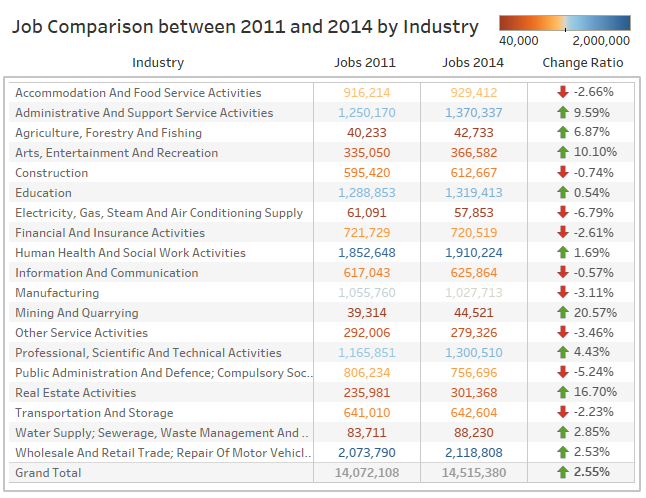 Job Comparison between 2011 and 2014 by Industry
40,000 2,000,000
Industry Jobs 2011 Jobs 2014 Change Ratio
Accommodation And Food Service Activities 916,214 929,412 -2.66%
Administrative And Support Service Activities 1,250,170 1,370,337 9.59%
Agriculture, Forestry And Fishing 40,233 42,733 6.87%
Arts, Entertainment And Recreation 335,050 366,582 10.10%
Construction 595,420 612,667 -0.74%
Education 1,288,853 1,319,413 0.54%
Electricity, Gas, Steam And Air Conditioning Supply 61,091 57,853 -6.79%
Financial And Insurance Activities 721,729 720,519 -2.61%
Human Health And Social Work Activities 1,852,648 1,910,224 1.69%
Information And Communication 617,043 625,864 -0.57%
Manufacturing 1,055,760 1,027,713 -3.11%
Mining And Quarrying 39,314 44,521 20.57%
Other Service Activities 292,006 279,326 -3.46%
Professional, Scientific And Technical Activities 1,165,851 1,300,510 4.43%
Public Administration And Defence; Compulsory Soc.. 806,234 756,696 -5.24%
Real Estate Activities 235,981 301,368 16.70%
Transportation And Storage 641,010 642,604 -2.23%
Water Supply; Sewerage, Waste Management And .. 83,711 88,230 2.85%
Wholesale And Retail Trade; Repair Of Motor Vehicl.. 2,073,790 2,118,808 2.53%
Grand Total 14,072,108 14,515,380 2.55%